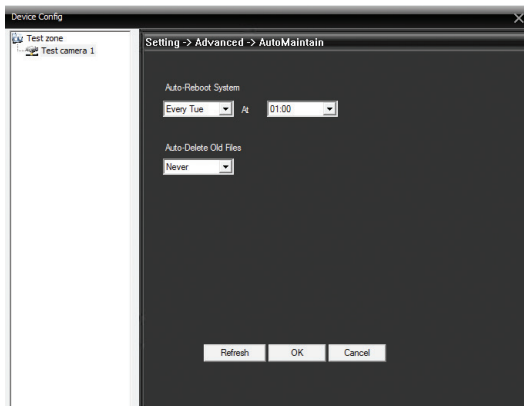 Device Config
Test zone
Test camera 1
Setting -> Advanced -> AutoMaintain
Auto-Reboot System
Every Tue At 01:00
Auto-Delete Old Files
Never
Refresh OK Cancel